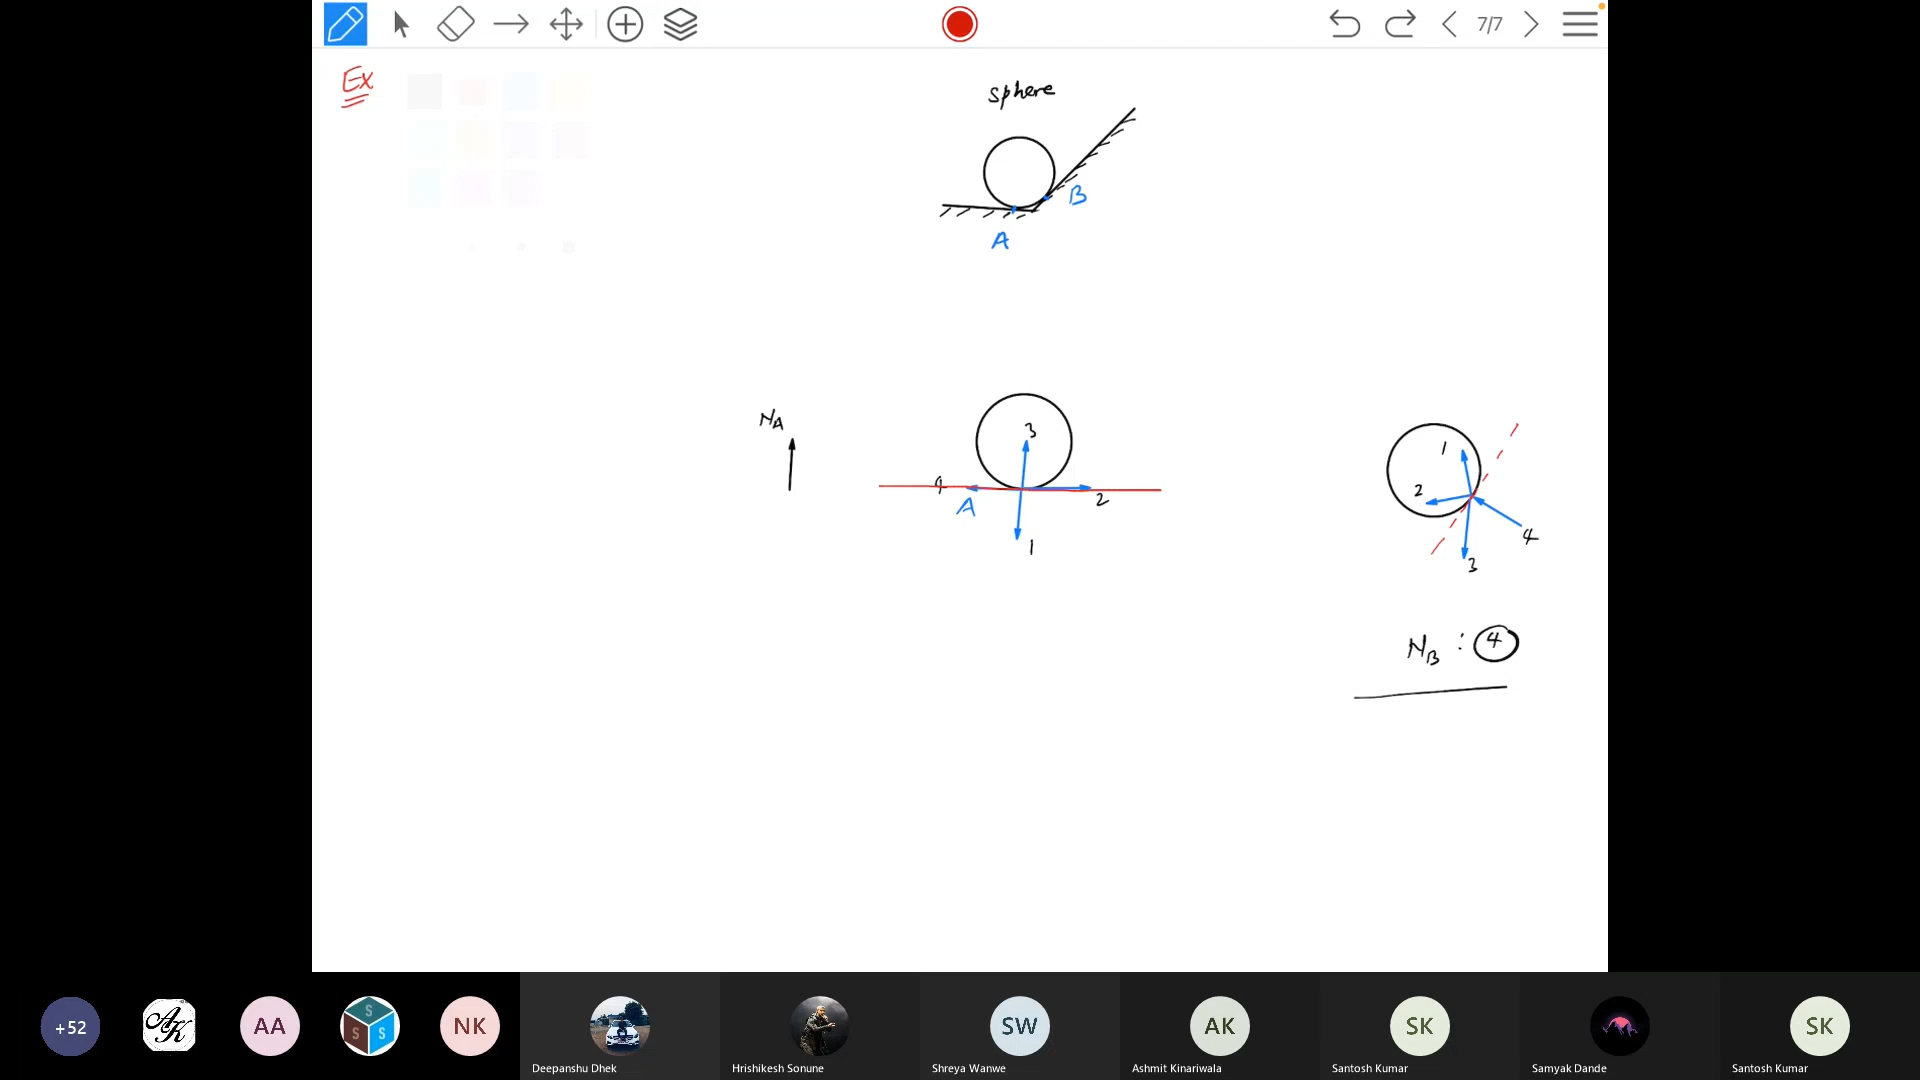 7/7
Ex
sphere
B
A
NA
3
4
A
2
1
1
2
4
3
NB : 4
+52
AK
AA
S
S S
NK
SW
AK
SK
SK
Deepanshu Dhek
Hrishikesh Sonune
Shreya Wanwe
Ashmit Kinariwala
Santosh Kumar
Samyak Dande
Santosh Kumar